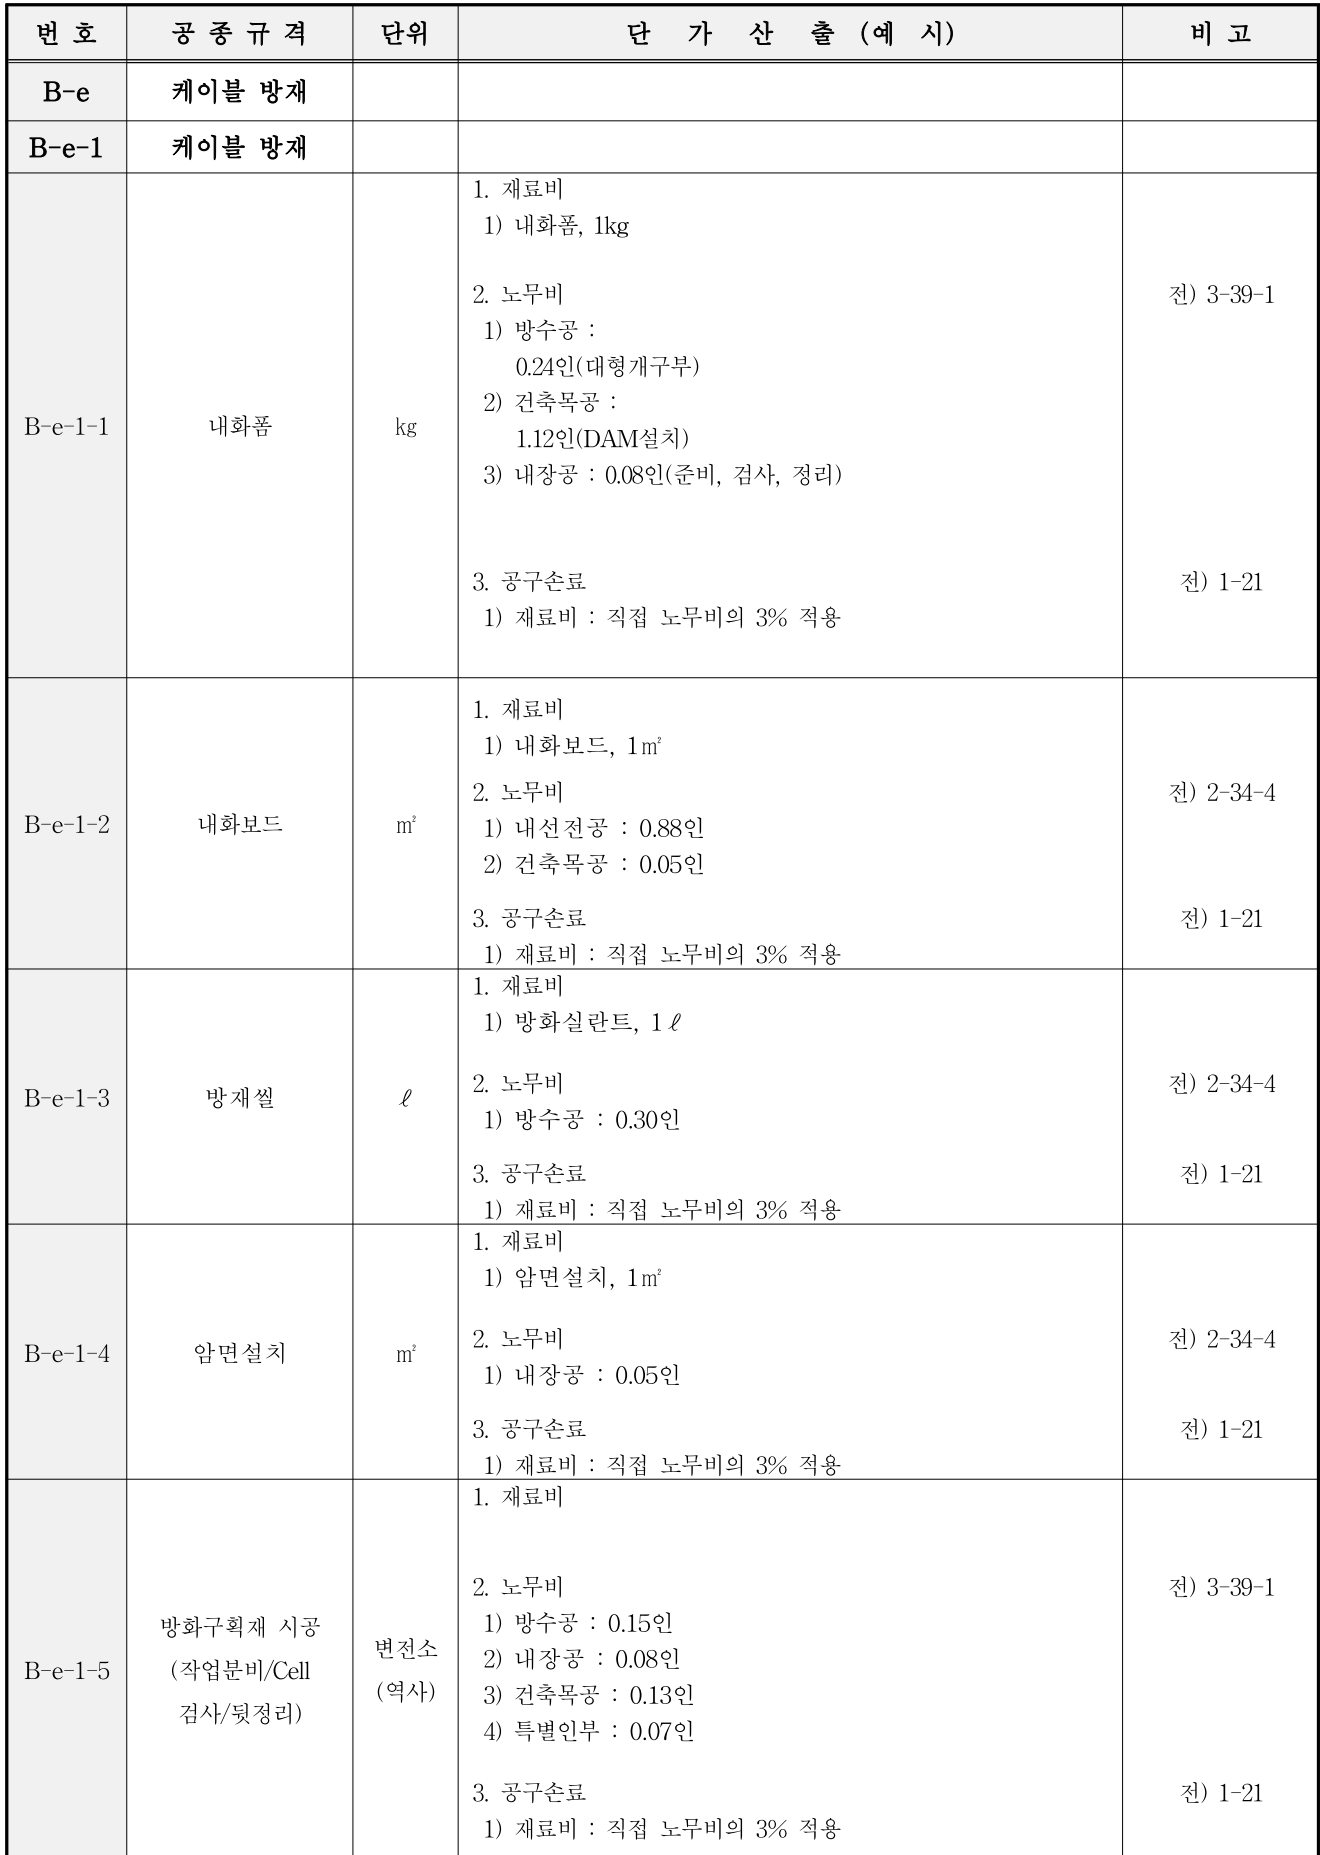 번 호 공 종 규 격 단위 단 가 산 출 (예 시) 비 고
B-e 케이블 방재
B-e-1 케이블 방재
B-e-1-1 내화폼 kg
1. 재료비
1) 내화폼, 1kg
2. 노무비 전) 3-39-1
1) 방수공 :
0.24인(대형개구부)
2) 건축목공 :
1.12인(DAM설치)
3) 내장공 : 0.08인(준비, 검사, 정리)
3. 공구손료 전) 1-21
1) 재료비 : 직접 노무비의 3% 적용
B-e-1-2 내화보드 ㎡
1. 재료비
1) 내화보드, 1㎡
2. 노무비 전) 2-34-4
1) 내선전공 : 0.88인
2) 건축목공 : 0.05인
3. 공구손료 전) 1-21
1) 재료비 : 직접 노무비의 3% 적용
B-e-1-3 방재씰 ℓ
1. 재료비
1) 방화실란트, 1ℓ
2. 노무비 전) 2-34-4
1) 방수공 : 0.30인
3. 공구손료 전) 1-21
1) 재료비 : 직접 노무비의 3% 적용
B-e-1-4 암면설치 ㎡
1. 재료비
1) 암면설치, 1㎡
2. 노무비 전) 2-34-4
1) 내장공 : 0.05인
3. 공구손료 전) 1-21
1) 재료비 : 직접 노무비의 3% 적용
B-e-1-5
방화구획재 시공
(작업분비/Cell
검사/뒷정리)
변전소
(역사)
1. 재료비
2. 노무비 전) 3-39-1
1) 방수공 : 0.15인
2) 내장공 : 0.08인
3) 건축목공 : 0.13인
4) 특별인부 : 0.07인
3. 공구손료 전) 1-21
1) 재료비 : 직접 노무비의 3% 적용